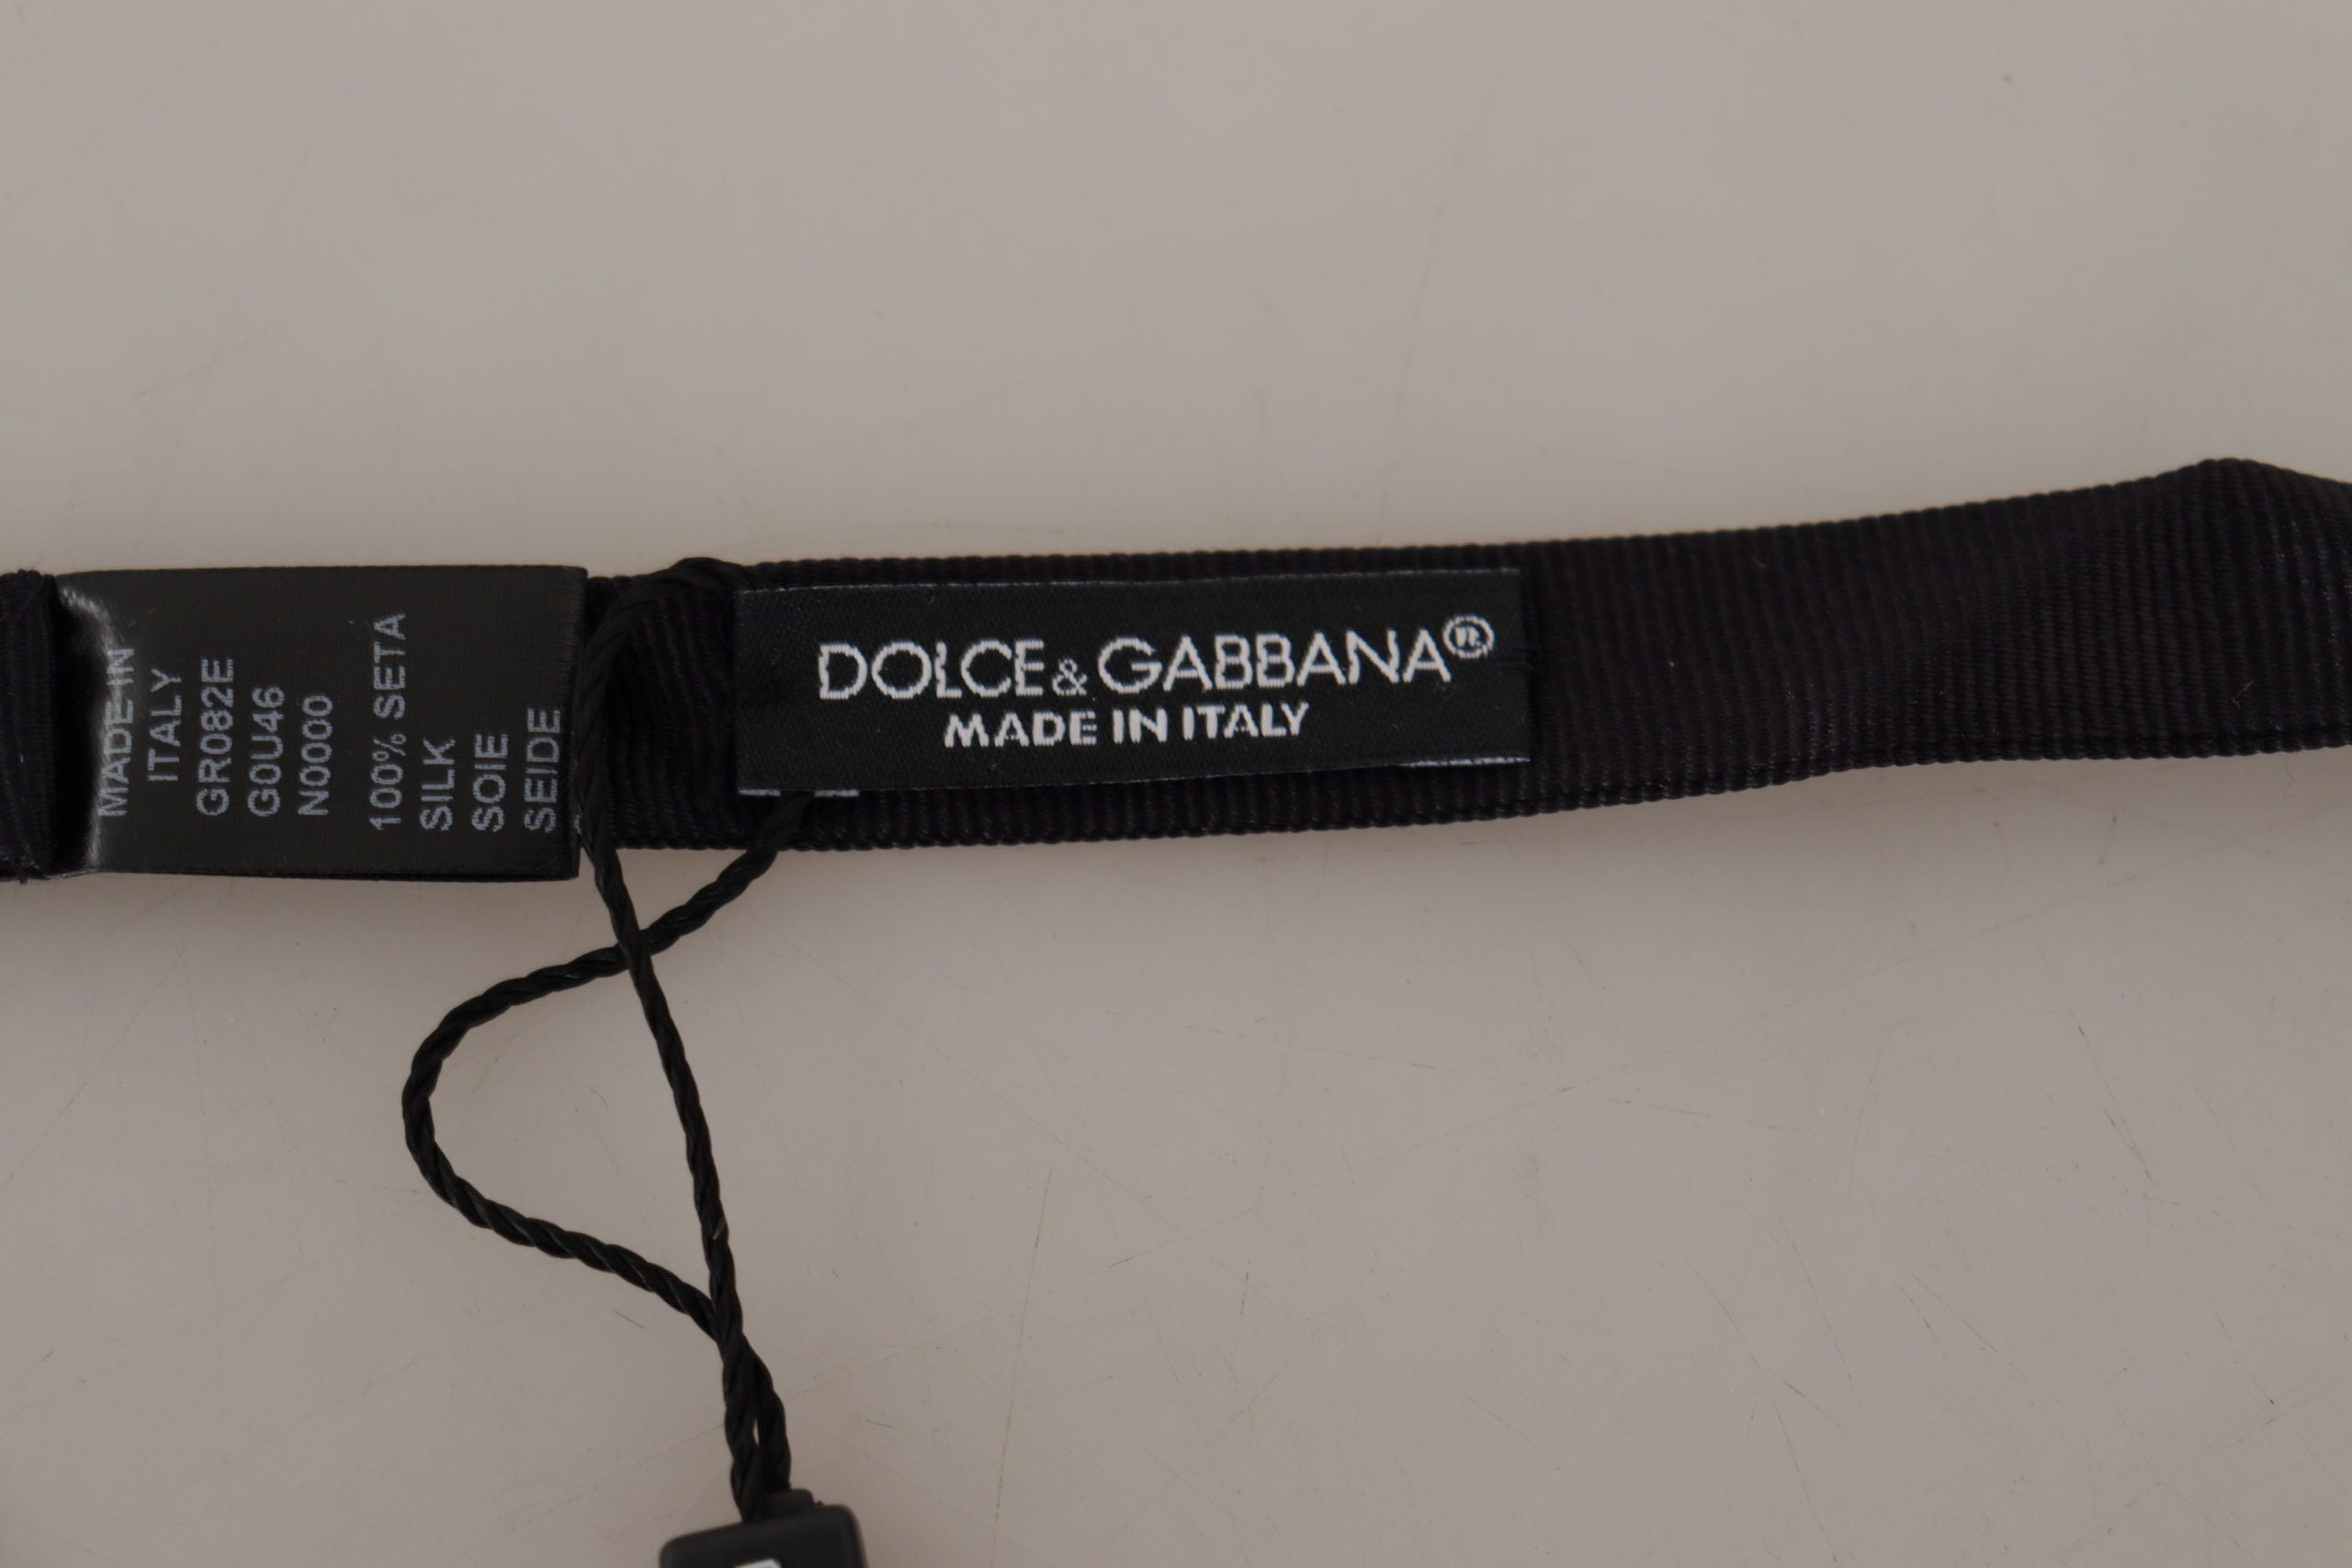 MADE IN
ITALY
GR082E
G0U46
N0000
100% SETA
SILK
SOIE
SEIDE
DOLCE & GABBANA®
MADE IN ITALY